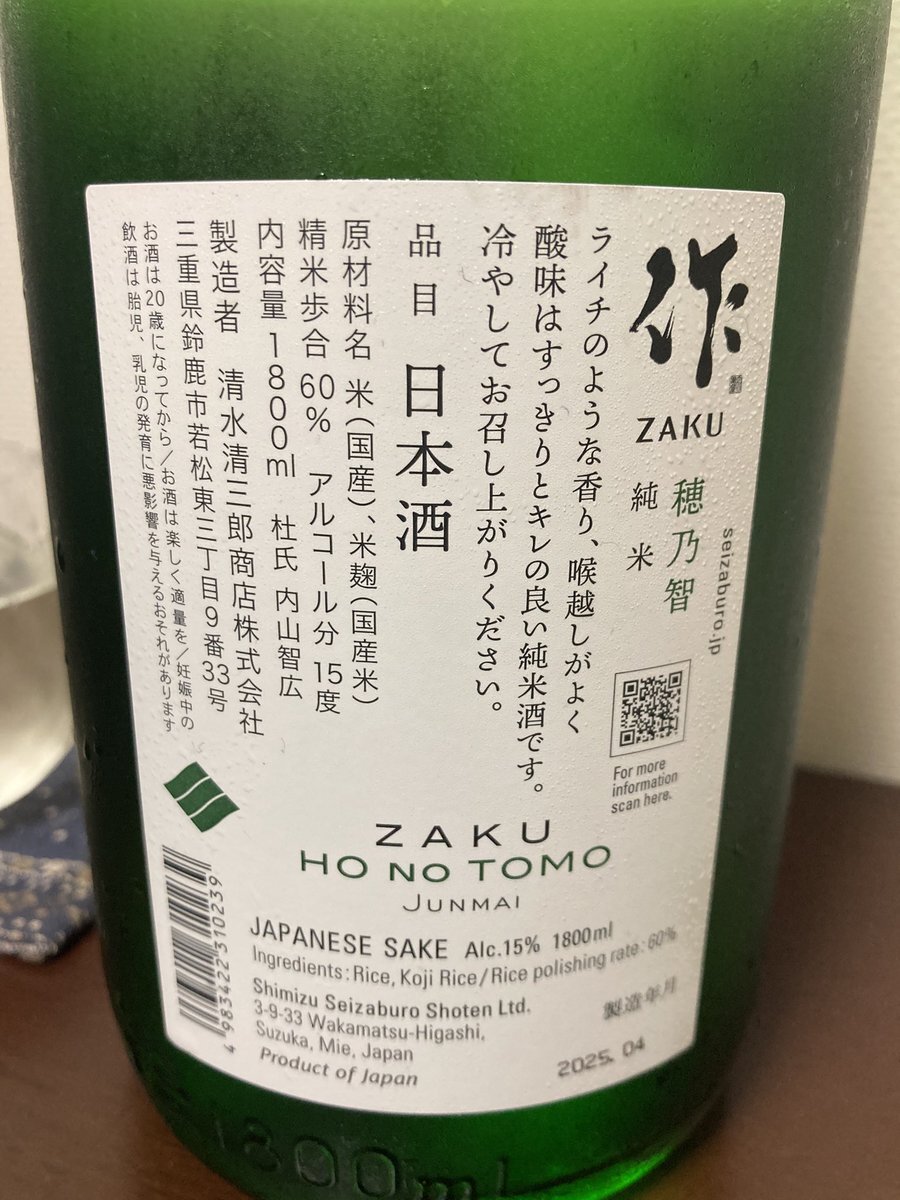 作
ZAKU
穂乃智
純米
seizaburo.jp
For more
information
scan here.
ライチのような香り、喉越しがよく
酸味はすっきりとキレの良い純米酒です。
冷やしてお召し上がりください。
品目 日本酒
原材料名 米(国産)、米麹(国産米)
精米歩合 60% アルコール分 15度
内容量 1800ml 杜氏 内山智広
製造者 清水清三郎商店株式会社
三重県鈴鹿市若松東三丁目9番33号
お酒は20歳になってから/お酒は楽しく適量を/妊娠中の
飲酒は胎児、乳児の発育に悪影響を与えるおそれがあります
ZAKU
HO NO TOMO
JUNMAI
JAPANESE SAKE Alc.15% 1800ml
Ingredients: Rice, Koji Rice/Rice polishing rate: 60%
Shimizu Seizaburo Shoten Ltd.
3-9-33 Wakamatsu-Higashi,
Suzuka, Mie, Japan
Product of Japan
製造年月
2025. 04
4 983422 310239
1800ml